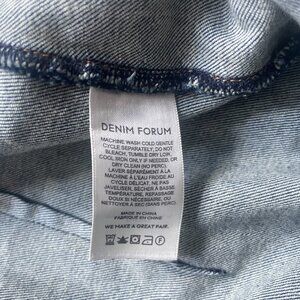 DENIM FORUM
MACHINE WASH COLD GENTLE
CYCLE SEPARATELY, DO NOT
BLEACH, TUMBLE DRY LOW,
COOL IRON ONLY IF NEEDED, OR
DRY CLEAN (NO PERC).
LAVER SÉPARÉMENT À LA
MACHINE À L'EAU FROIDE AU
CYCLE DÉLICAT, NE PAS
JAVELISER, SÉCHER À BASSE
TEMPÉRATURE, REPASSAGE
DOUX SI NÉCESSAIRE, OU
NETTOYER À SEC (SANS PERC).
MADE IN CHINA
FABRIQUÉ EN CHINE
WE MAKE A GREAT PAIR.